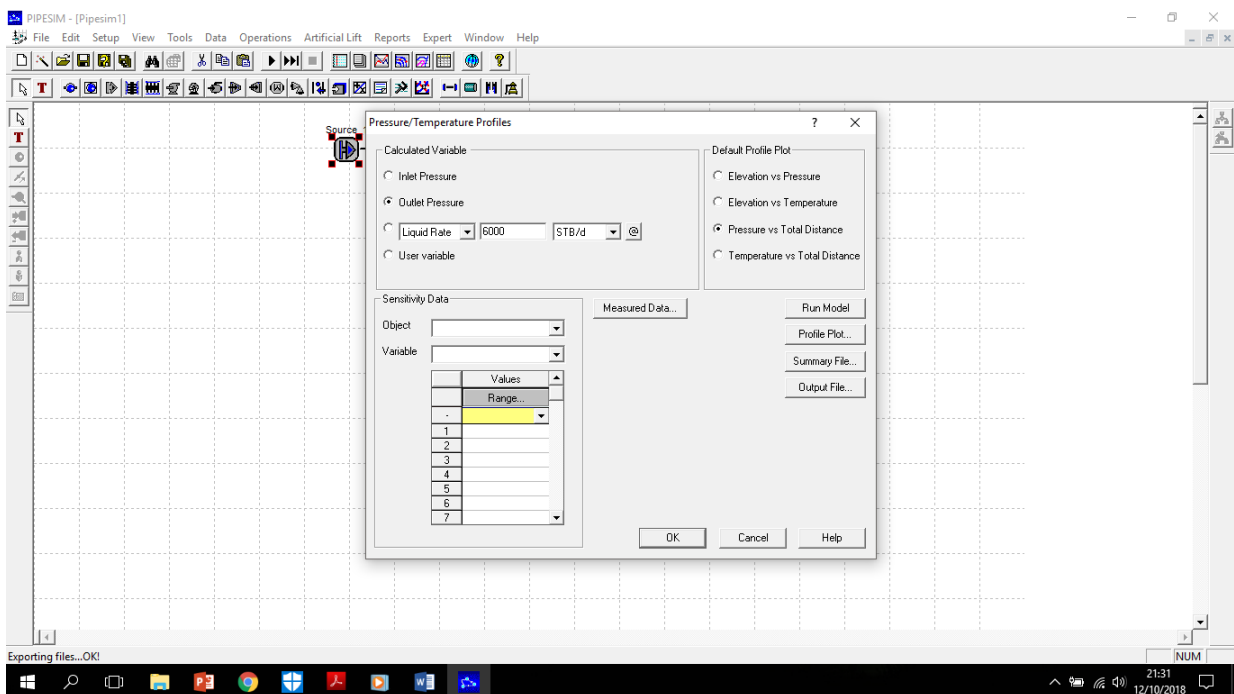 PIPESIM - [Pipesim1]
File Edit Setup View Tools Data Operations Artificial Lift Reports Expert Window Help
T
T
Source_
Pressure/Temperature Profiles ?
Calculated Variable
Inlet Pressure
Outlet Pressure
Liquid Rate 6000 STB/d @
User variable
Default Profile Plot
Elevation vs Pressure
Elevation vs Temperature
Pressure vs Total Distance
Temperature vs Total Distance
Sensitivity Data
Object
Variable
Values
Range...
-
1
2
3
4
5
6
7
Measured Data...
Run Model
Profile Plot...
Summary File...
Output File...
OK Cancel Help
Exporting files...OK!
NUM
21:31
12/10/2018